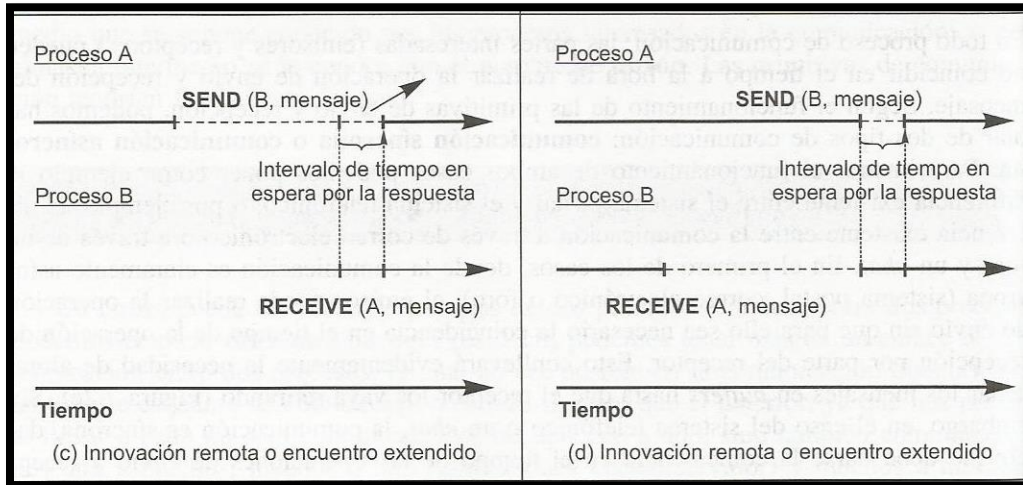 Proceso A
SEND (B, mensaje)
Intervalo de tiempo en
espera por la respuesta
Proceso B
RECEIVE (A, mensaje)
Tiempo
(c) Innovación remota o encuentro extendido
Proceso A
SEND (B, mensaje)
Intervalo de tiempo en
espera por la respuesta
Proceso B
RECEIVE (A, mensaje)
Tiempo
(d) Innovación remota o encuentro extendido